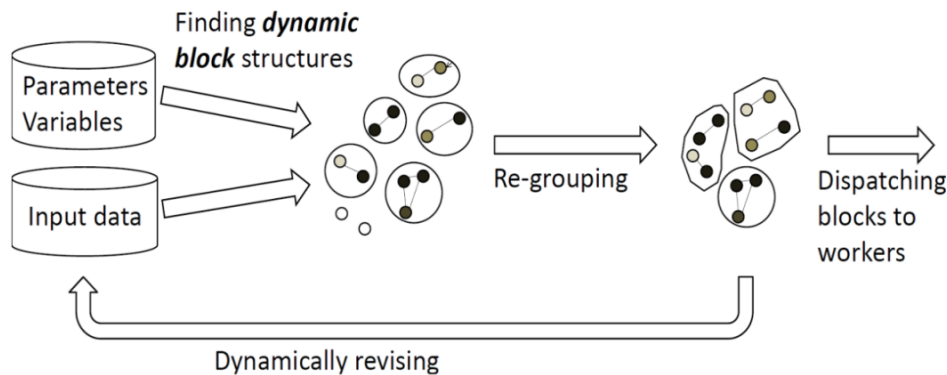 Finding dynamic
block structures
Parameters
Variables
Input data
Re-grouping
Dispatching
blocks to
workers
Dynamically revising